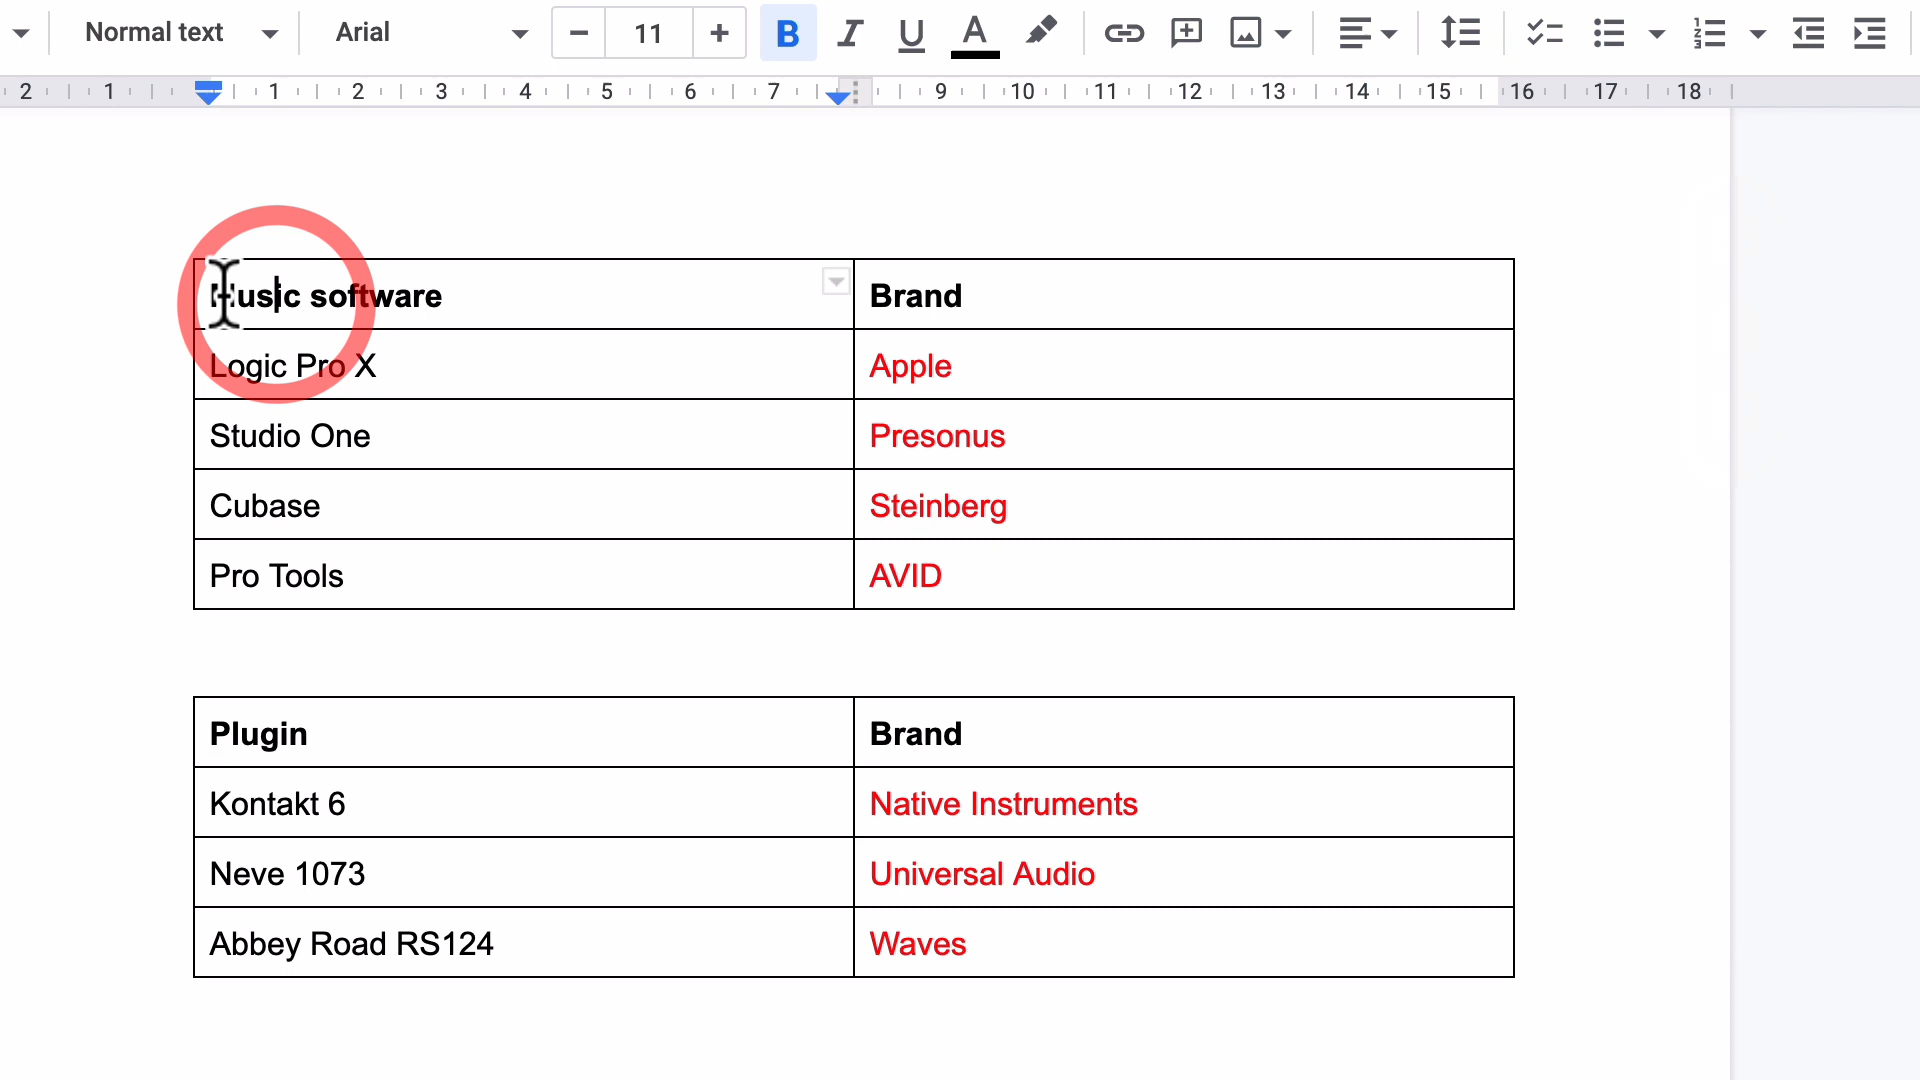 Normal text Arial 11 B I U A
2 1 1 2 3 4 5 6 7 9 10 11 12 13 14 15 16 17 18
Music software Brand
Logic Pro X Apple
Studio One Presonus
Cubase Steinberg
Pro Tools AVID
Plugin Brand
Kontakt 6 Native Instruments
Neve 1073 Universal Audio
Abbey Road RS124 Waves